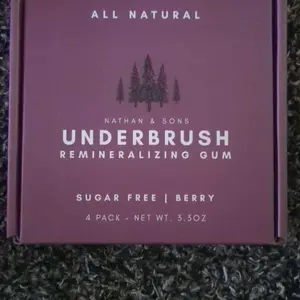 ALL NATURAL
NATHAN & SONS
UNDERBRUSH
REMINERALIZING GUM
SUGAR FREE | BERRY
4 PACK - NET WT. 3.3OZ